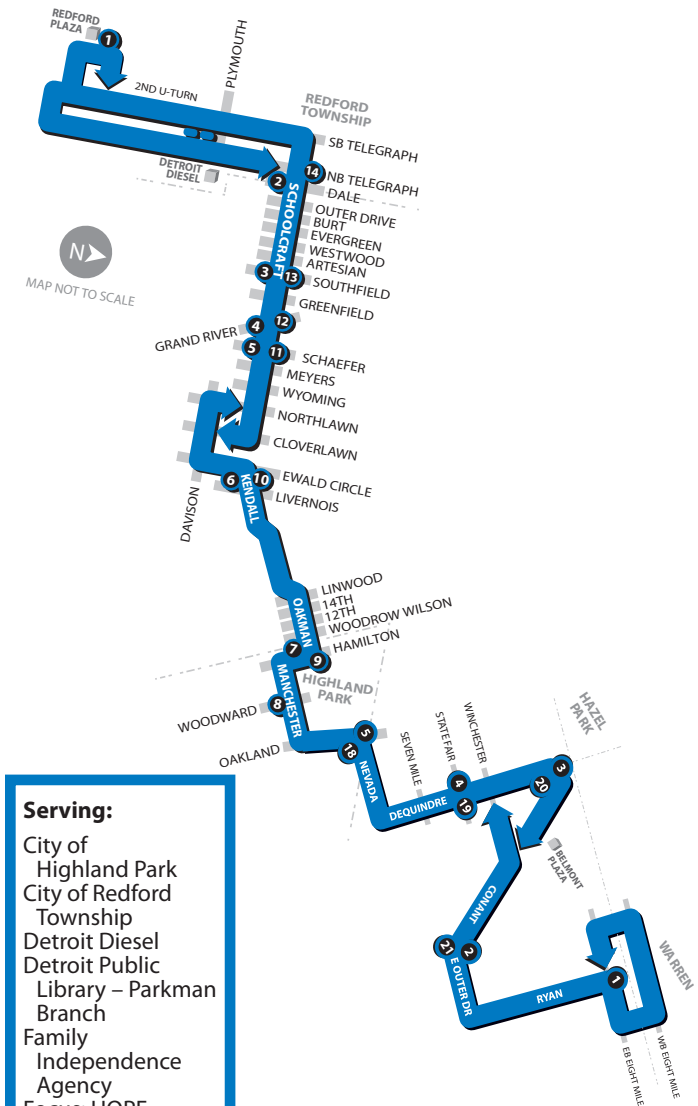 REDFORD
PLAZA
1
PLYMOUTH
2ND U-TURN
REDFORD
TOWNSHIP
SB TELEGRAPH
DETROIT
DIESEL
2
14
NB TELEGRAPH
DALE
SCHOOLCRAFT
OUTER DRIVE
BURT
EVERGREEN
WESTWOOD
ARTESIAN
N
MAP NOT TO SCALE
3
13
SOUTHFIELD
GREENFIELD
GRAND RIVER
4
12
5
11
SCHAEFER
MEYERS
WYOMING
NORTHLAWN
CLOVERLAWN
DAVISON
6
10
EWALD CIRCLE
LIVERNOIS
KENDALL
LINWOOD
14TH
12TH
WOODROW WILSON
HAMILTON
OAKMAN
7
9
MANCHESTER
HIGHLAND
PARK
WOODWARD
8
OAKLAND
18
5
NEVADA
SEVEN MILE
STATE FAIR
WINCHESTER
HAZEL
PARK
4
19
DEQUINDRE
3
20
BELMONT
PLAZA
CONANT
21
2
E OUTER DR
RYAN
1
WARREN
EB EIGHT MILE
WB EIGHT MILE
Serving:
City of
Highland Park
City of Redford
Township
Detroit Diesel
Detroit Public
Library – Parkman
Branch
Family
Independence
Agency